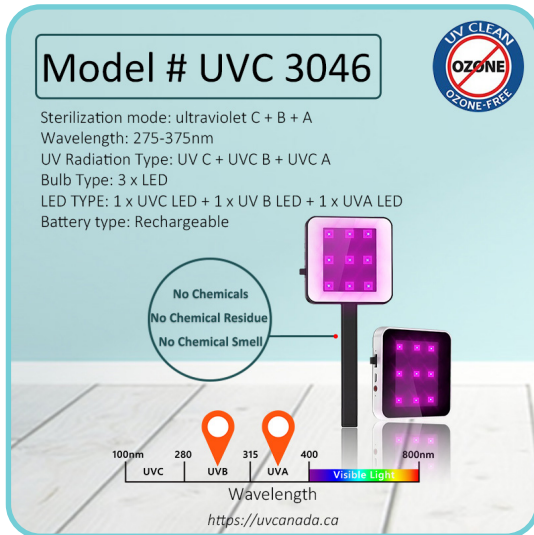 Model # UVC 3046
UV CLEAN
OZONE
OZONE-FREE
Sterilization mode: ultraviolet C + B + A
Wavelength: 275-375nm
UV Radiation Type: UV C + UVC B + UVC A
Bulb Type: 3 x LED
LED TYPE: 1 x UVC LED + 1 x UV B LED + 1 x UVA LED
Battery type: Rechargeable
No Chemicals
No Chemical Residue
No Chemical Smell
100nm 280 315 400 800nm
UVC UVB UVA Visible Light
Wavelength
https://uvcanada.ca